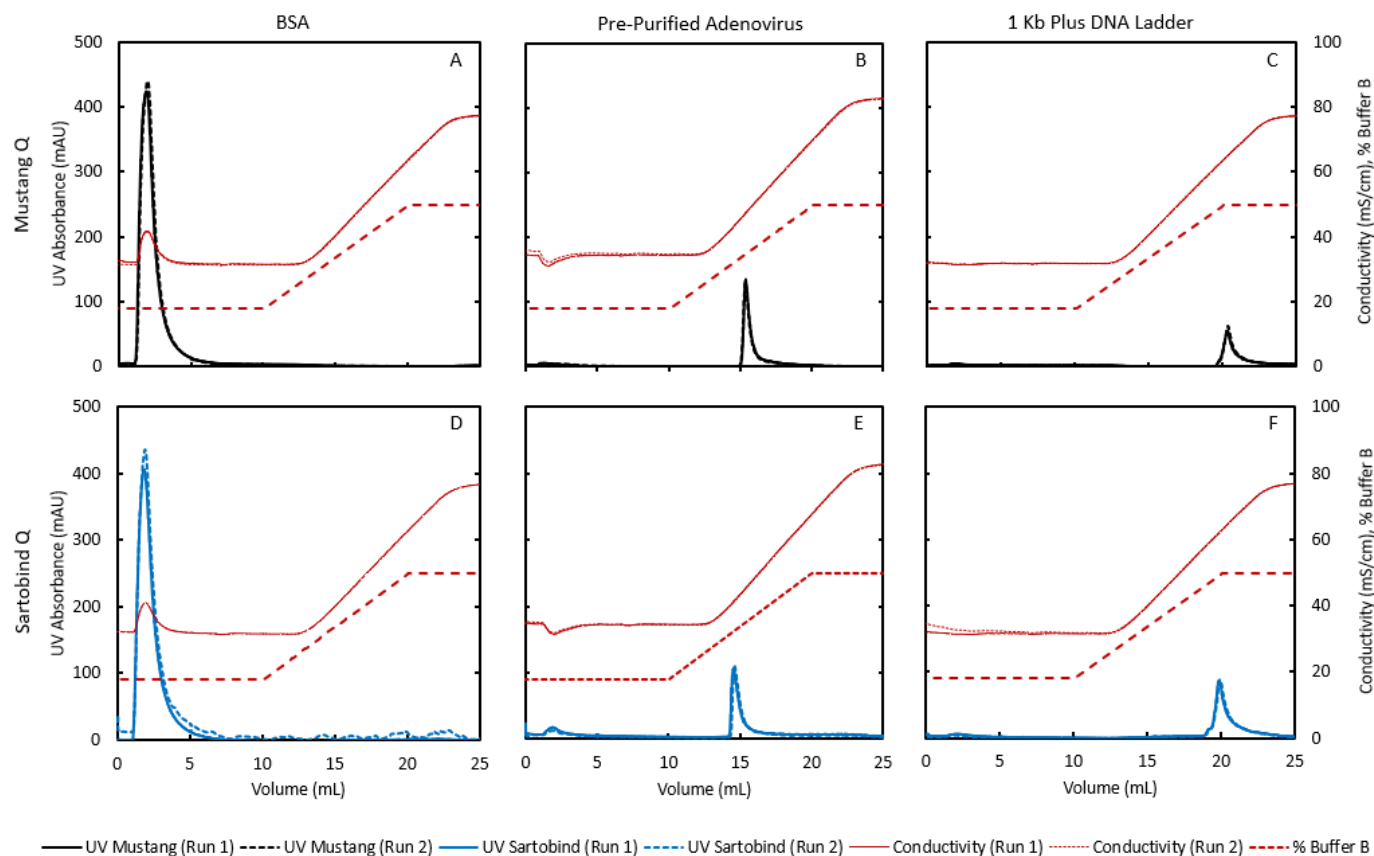 BSA
Pre-Purified Adenovirus
1 Kb Plus DNA Ladder
Mustang Q
UV Absorbance (mAU)
500
400
300
200
100
0
A
B
C
100
80
60
40
20
0
Conductivity (mS/cm), % Buffer B
Sartobind Q
UV Absorbance (mAU)
500
400
300
200
100
0
D
E
F
100
80
60
40
20
0
Conductivity (mS/cm), % Buffer B
0 5 10 15 20 25
0 5 10 15 20 25
0 5 10 15 20 25
Volume (mL)
Volume (mL)
Volume (mL)
UV Mustang (Run 1) UV Mustang (Run 2) UV Sartobind (Run 1) UV Sartobind (Run 2) Conductivity (Run 1) Conductivity (Run 2) % Buffer B